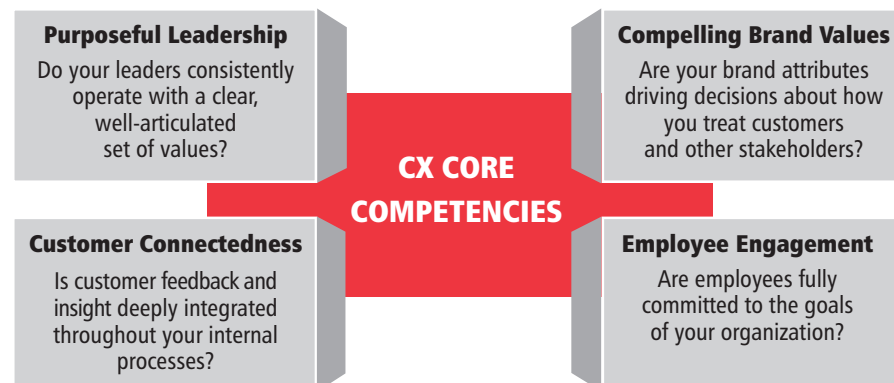 Purposeful Leadership
Do your leaders consistently
operate with a clear,
well-articulated
set of values?
Compelling Brand Values
Are your brand attributes
driving decisions about how
you treat customers
and other stakeholders?
CX CORE
COMPETENCIES
Customer Connectedness
Is customer feedback and
insight deeply integrated
throughout your internal
processes?
Employee Engagement
Are employees fully
committed to the goals
of your organization?